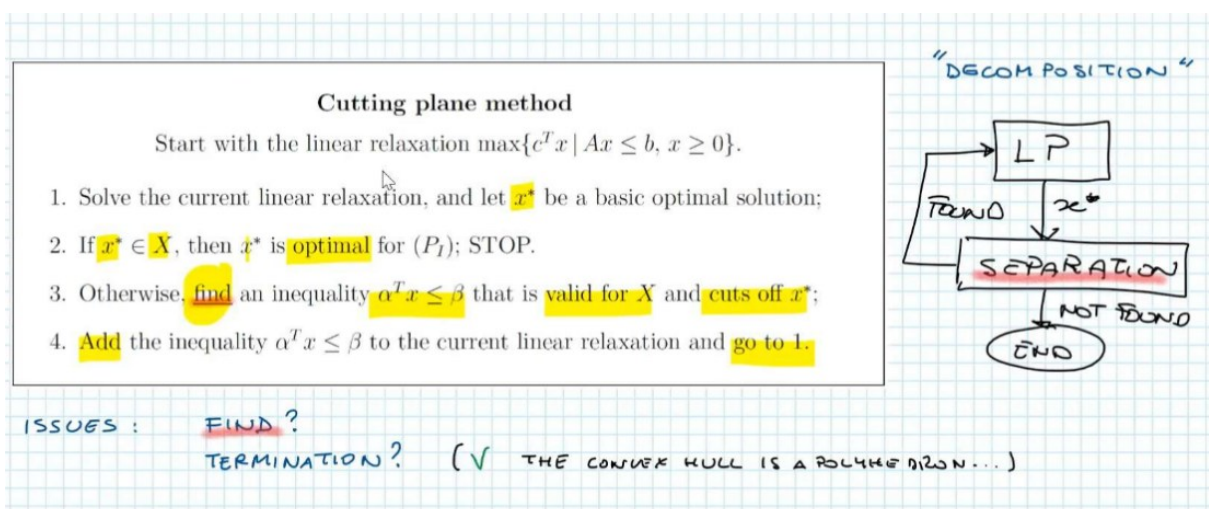 Cutting plane method
Start with the linear relaxation max{cᵀx | Ax ≤ b, x ≥ 0}.
1. Solve the current linear relaxation, and let x* be a basic optimal solution;
2. If x* ∈ X, then x* is optimal for (P_I); STOP.
3. Otherwise, find an inequality αᵀx ≤ β that is valid for X and cuts off x*;
4. Add the inequality αᵀx ≤ β to the current linear relaxation and go to 1.
"DECOMPOSITION"
LP
FOUND
x*
SEPARATION
NOT FOUND
END
ISSUES : FIND?
TERMINATION? (√ THE CONVEX HULL IS A POLYHEDRON...)